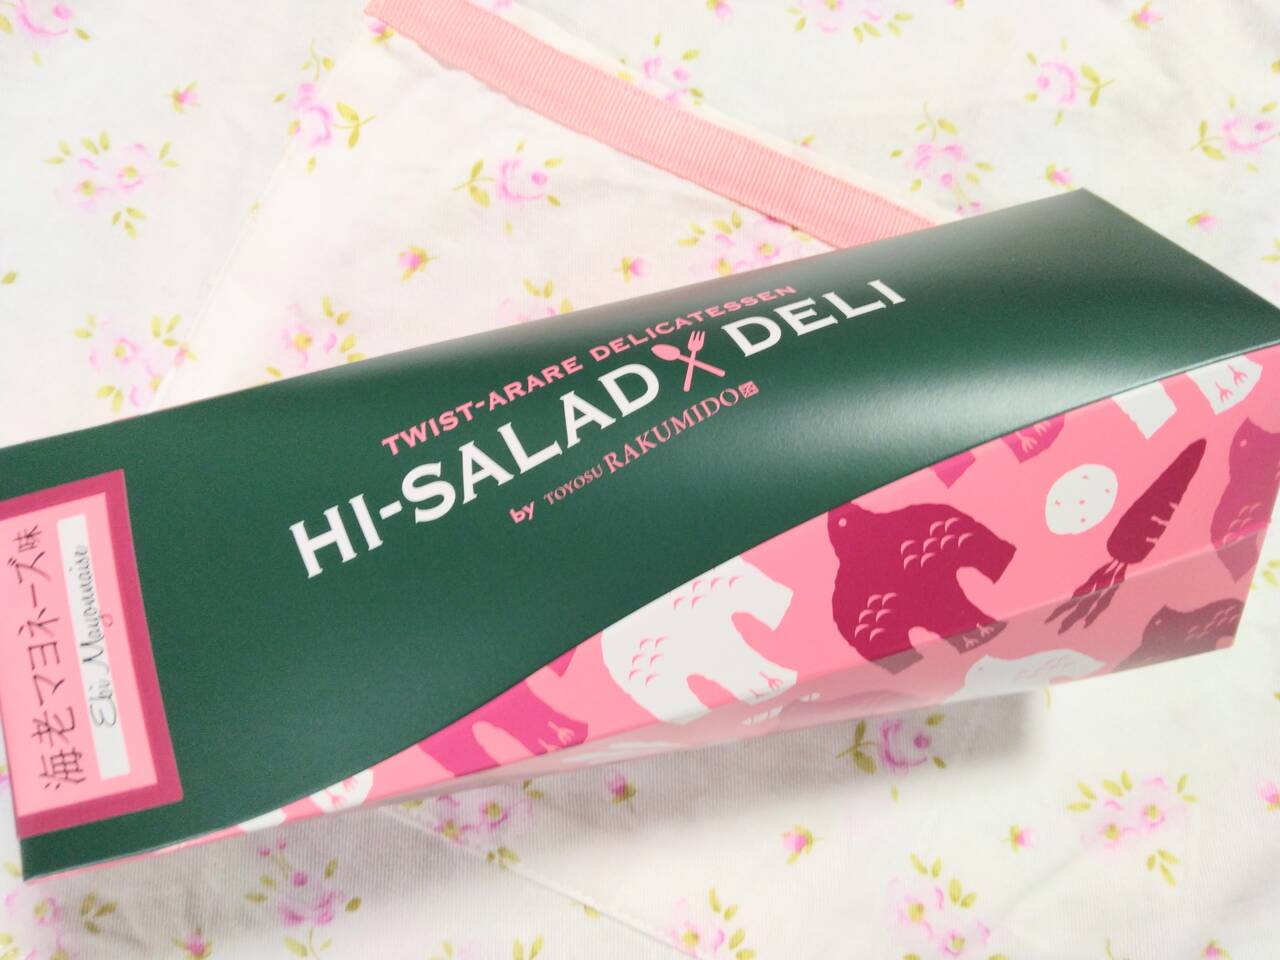 TWIST-ARARE DELICATESSEN
HI-SALAD DELI
by TOYOSU RAKUMIDO
海老マヨネーズ味
Ebi Mayonnaise